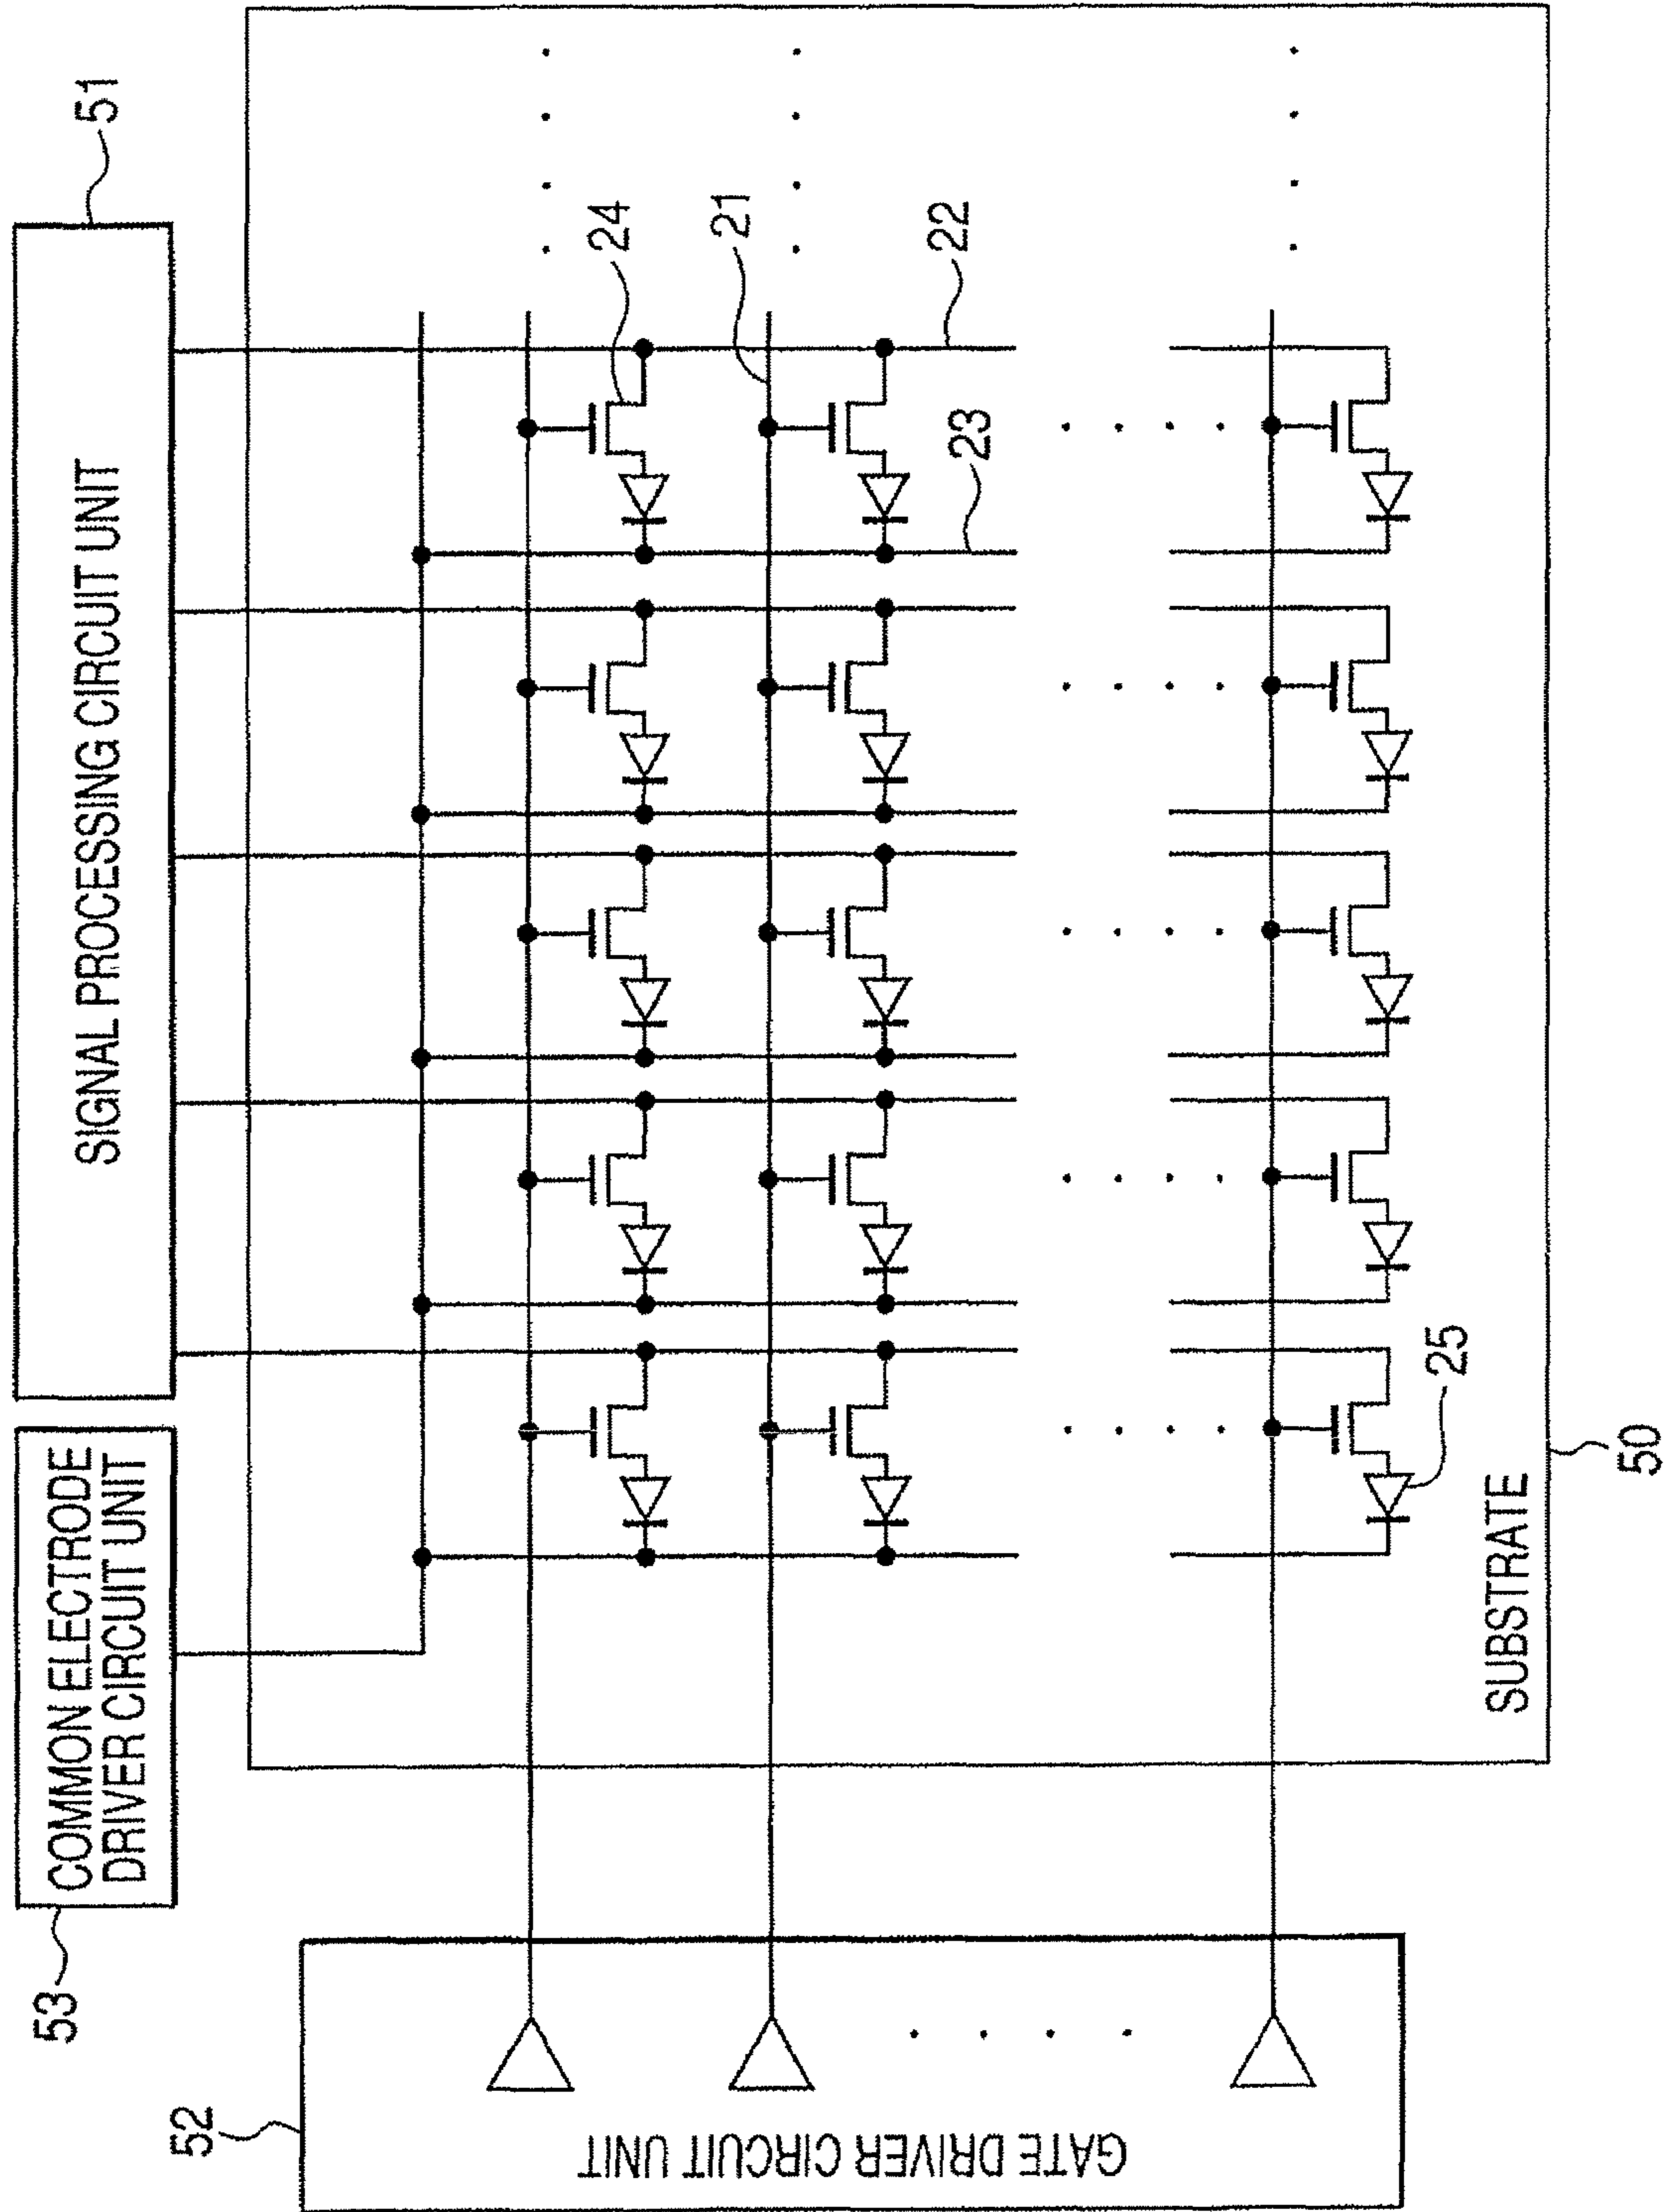 51
SIGNAL PROCESSING CIRCUIT UNIT
53
COMMON ELECTRODE
DRIVER CIRCUIT UNIT
52
GATE DRIVER CIRCUIT UNIT
24
21
22
23
25
SUBSTRATE
50